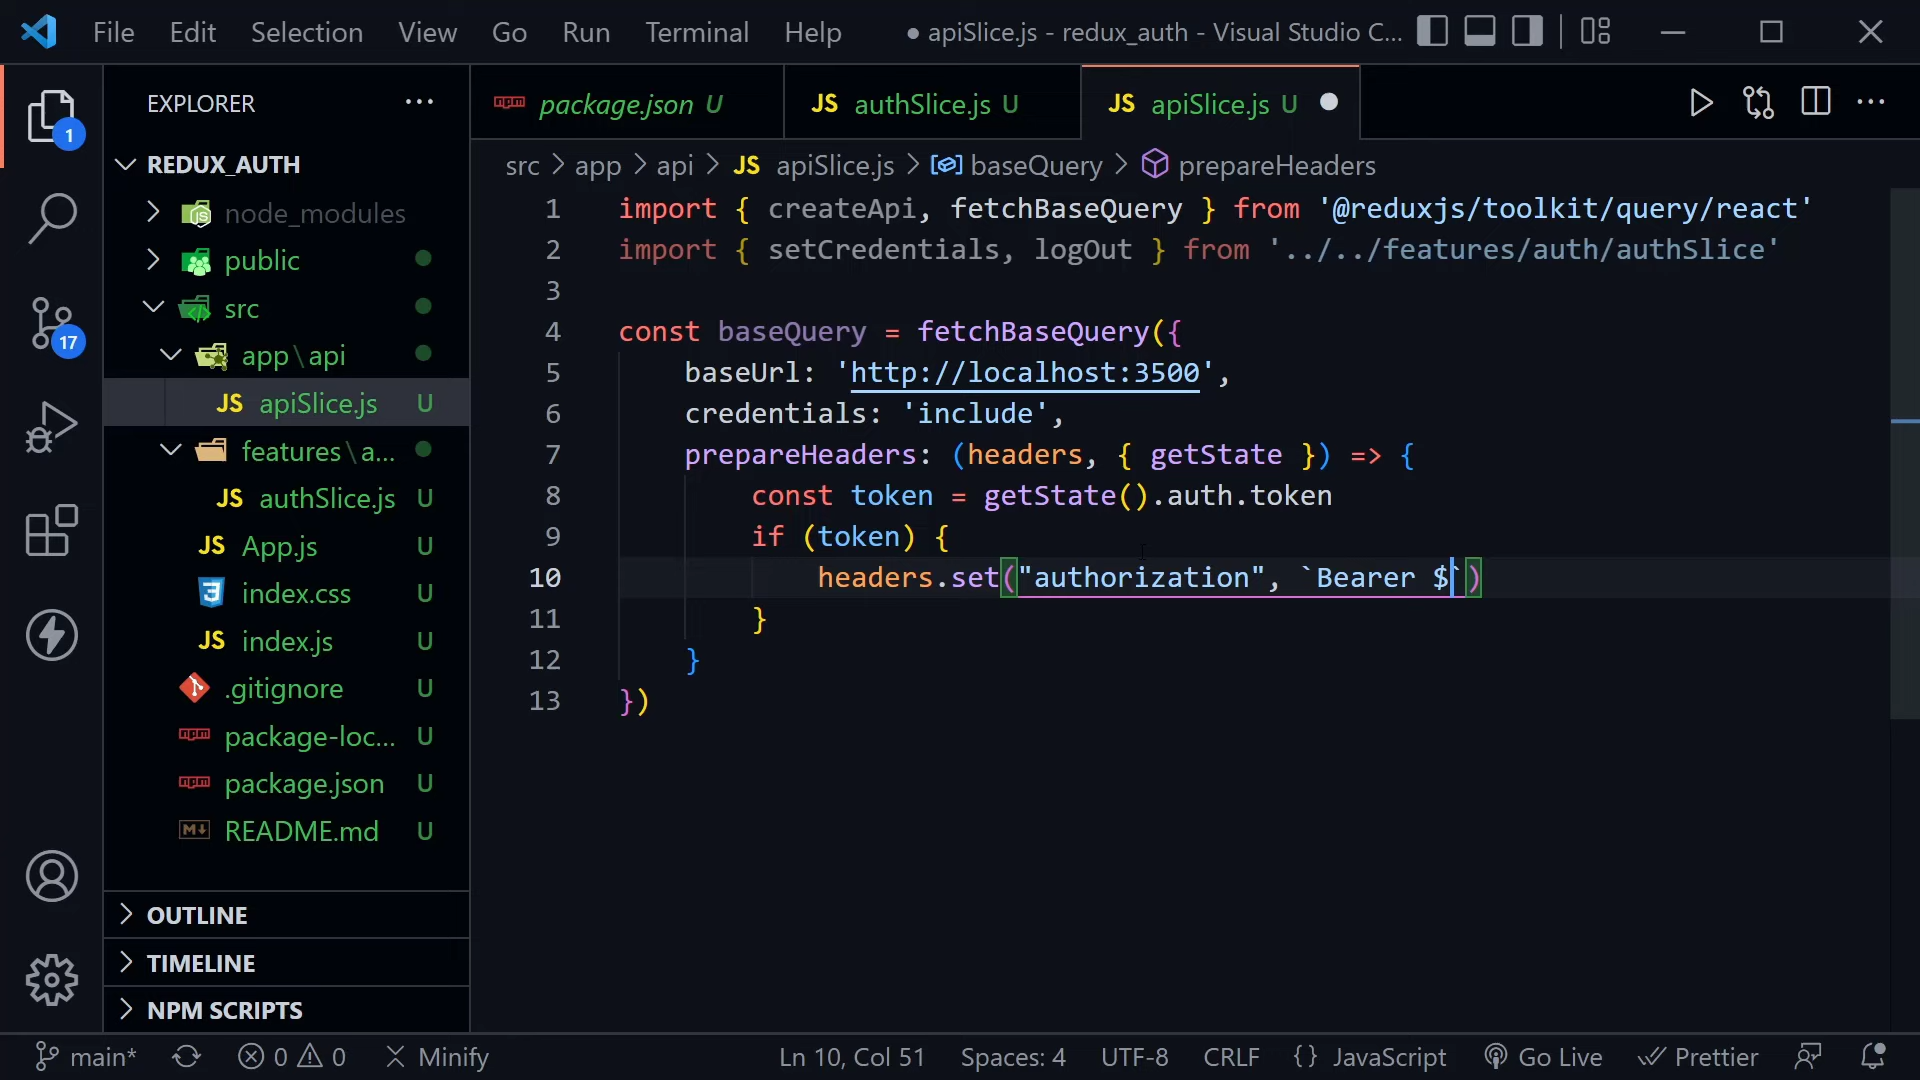 File Edit Selection View Go Run Terminal Help ● apiSlice.js - redux_auth - Visual Studio C...
EXPLORER ...
package.json U
JS authSlice.js U
JS apiSlice.js U ●
src > app > api > JS apiSlice.js > baseQuery > prepareHeaders
1
17
REDUX_AUTH
node_modules
public
src
app\api
JS apiSlice.js U
features\a...
JS authSlice.js U
JS App.js U
index.css U
JS index.js U
.gitignore U
package-loc... U
package.json U
README.md U
OUTLINE
TIMELINE
NPM SCRIPTS
1 import { createApi, fetchBaseQuery } from '@reduxjs/toolkit/query/react'
2 import { setCredentials, logOut } from '../../features/auth/authSlice'
3
4 const baseQuery = fetchBaseQuery({
5     baseUrl: 'http://localhost:3500',
6     credentials: 'include',
7     prepareHeaders: (headers, { getState }) => {
8         const token = getState().auth.token
9         if (token) {
10             headers.set("authorization", `Bearer $`)
11         }
12     }
13 })
main* 0 0 Minify Ln 10, Col 51 Spaces: 4 UTF-8 CRLF {} JavaScript Go Live Prettier